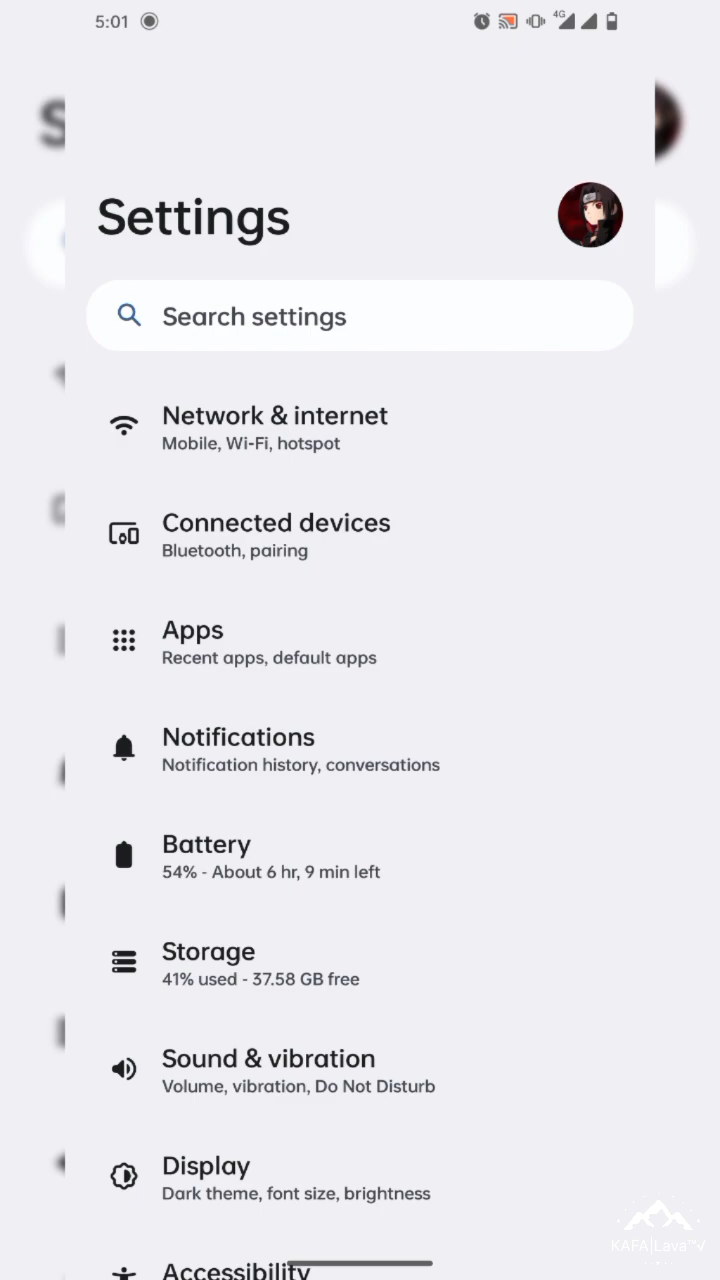 5:01
4G
Settings
Search settings
Network & internet
Mobile, Wi-Fi, hotspot
Connected devices
Bluetooth, pairing
Apps
Recent apps, default apps
Notifications
Notification history, conversations
Battery
54% - About 6 hr, 9 min left
Storage
41% used - 37.58 GB free
Sound & vibration
Volume, vibration, Do Not Disturb
Display
Dark theme, font size, brightness
KAFA|Lava™√
Accessibility